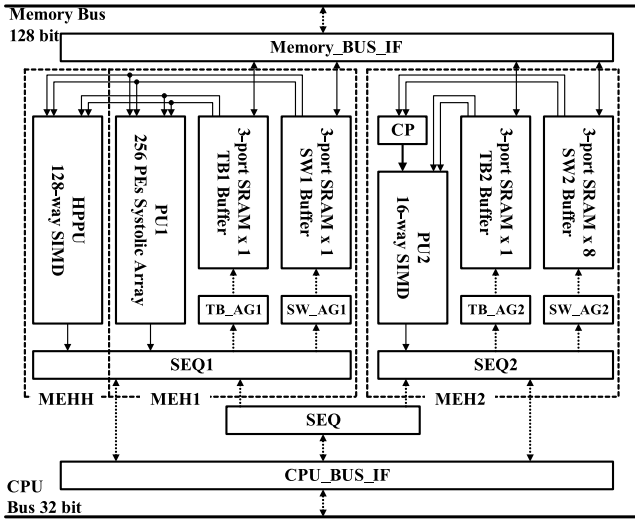 Memory Bus
128 bit
Memory_BUS_IF
HPPU
128-way SIMD
PU1
256 PEs Systolic Array
3-port SRAM x 1
TB1 Buffer
3-port SRAM x 1
SW1 Buffer
CP
PU2
16-way SIMD
3-port SRAM x 1
TB2 Buffer
3-port SRAM x 8
SW2 Buffer
TB_AG1
SW_AG1
TB_AG2
SW_AG2
SEQ1
SEQ2
MEHH
MEH1
MEH2
SEQ
CPU_BUS_IF
CPU
Bus 32 bit